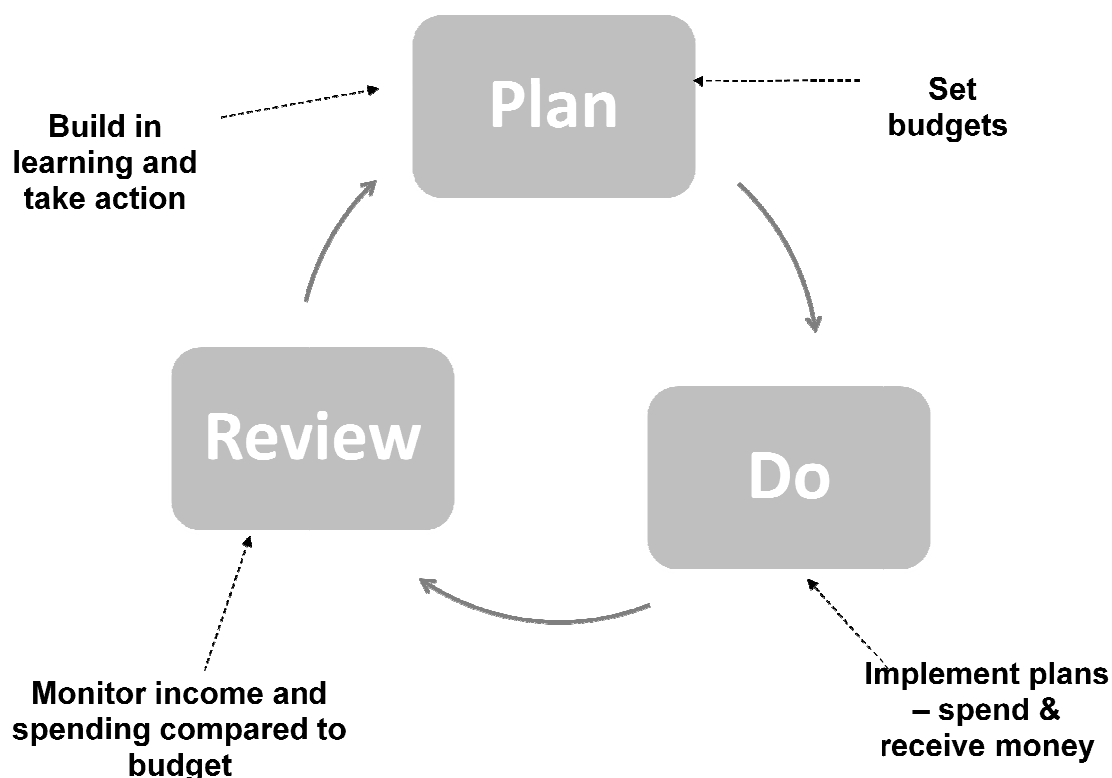 Plan
Set
budgets
Build in
learning and
take action
Review
Do
Implement plans
– spend &
receive money
Monitor income and
spending compared to
budget